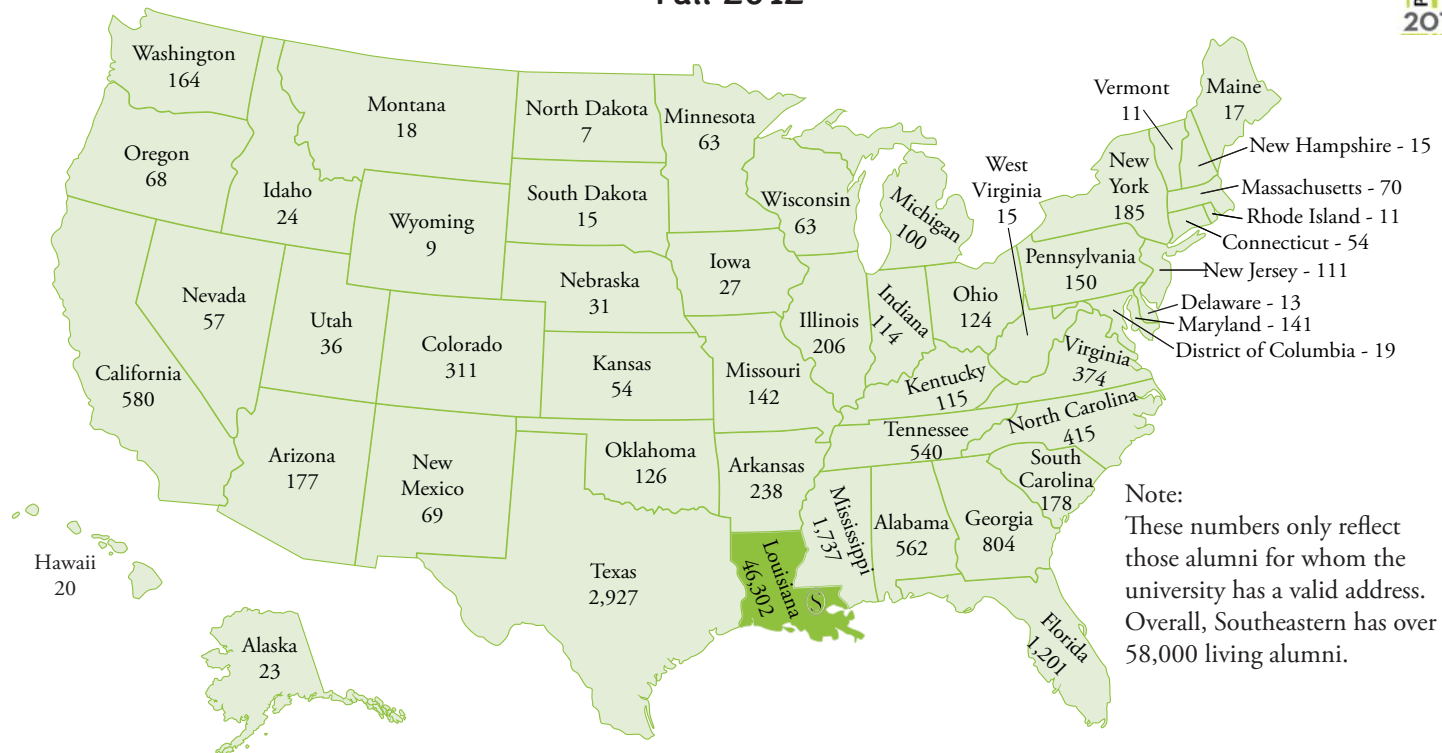 Fall 2012
20
Washington
164
Montana
18
North Dakota
7
Minnesota
63
Vermont
11
Maine
17
Oregon
68
Idaho
24
Wyoming
9
South Dakota
15
Wisconsin
63
Michigan
100
West
Virginia
15
New
York
185
New Hampshire - 15
Massachusetts - 70
Rhode Island - 11
Connecticut - 54
New Jersey - 111
Delaware - 13
Maryland - 141
District of Columbia - 19
Pennsylvania
150
Nevada
57
Utah
36
Colorado
311
Nebraska
31
Iowa
27
Illinois
206
Indiana
114
Ohio
124
California
580
Kansas
54
Missouri
142
Kentucky
115
Virginia
374
Arizona
177
New
Mexico
69
Oklahoma
126
Arkansas
238
Tennessee
540
North Carolina
415
South
Carolina
178
Hawaii
20
Alaska
23
Texas
2,927
Louisiana
46,302
S
Mississippi
1,737
Alabama
562
Georgia
804
Florida
1,201
Note:
These numbers only reflect
those alumni for whom the
university has a valid address.
Overall, Southeastern has over
58,000 living alumni.